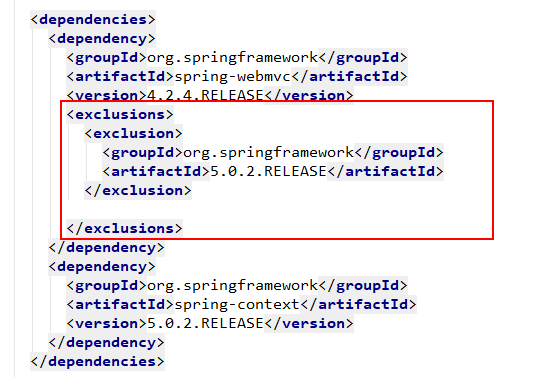 <dependencies>
<dependency>
<groupId>org.springframework</groupId>
<artifactId>spring-webmvc</artifactId>
<version>4.2.4.RELEASE</version>
<exclusions>
<exclusion>
<groupId>org.springframework</groupId>
<artifactId>5.0.2.RELEASE</artifactId>
</exclusion>
</exclusions>
</dependency>
<dependency>
<groupId>org.springframework</groupId>
<artifactId>spring-context</artifactId>
<version>5.0.2.RELEASE</version>
</dependency>
</dependencies>